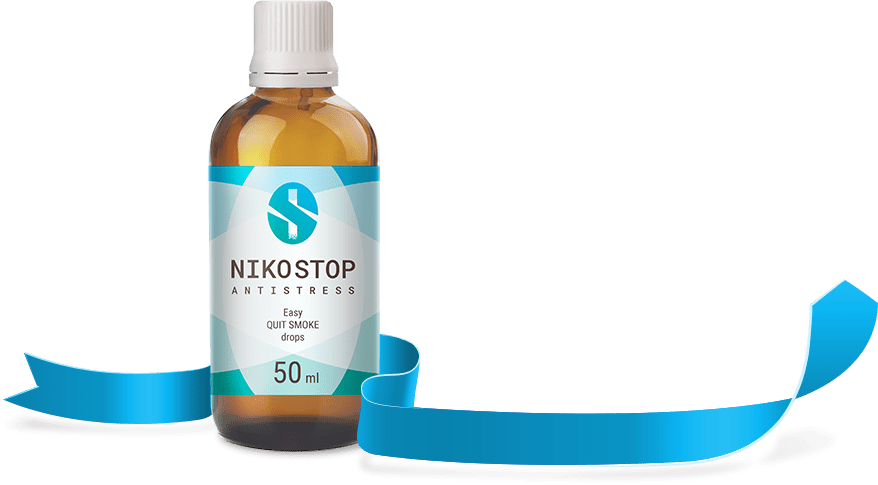 NIKOSTOP
ANTISTRESS
Easy
QUIT SMOKE
drops
50 ml